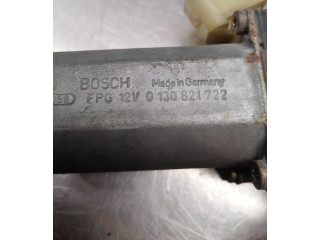 BOSCH Made in Germany
FPG 12V 0 130 821 722